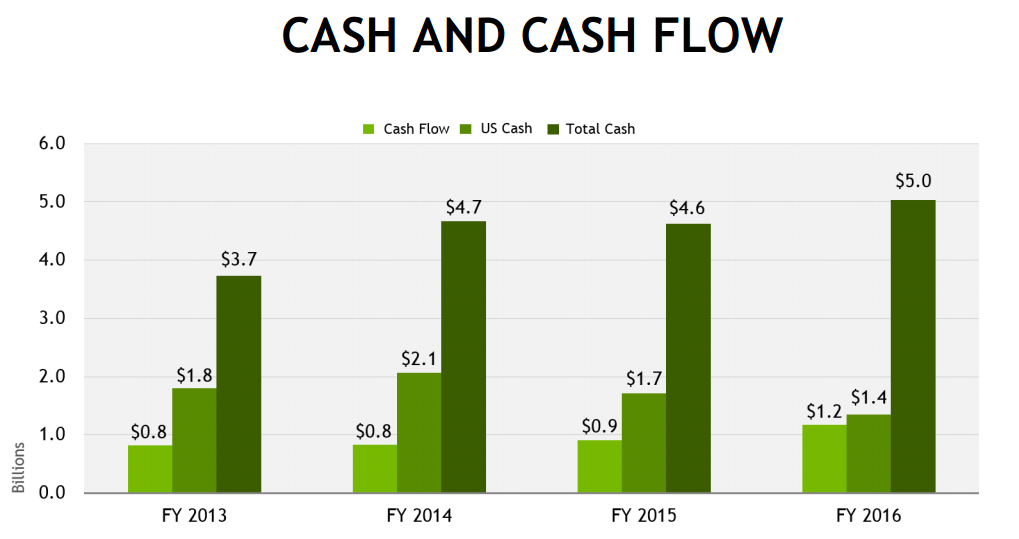 CASH AND CASH FLOW
Cash Flow US Cash Total Cash
6.0
5.0
4.0
3.0
2.0
1.0
0.0
Billions
$0.8 $1.8 $3.7
$0.8 $2.1 $4.7
$0.9 $1.7 $4.6
$1.2 $1.4 $5.0
FY 2013 FY 2014 FY 2015 FY 2016